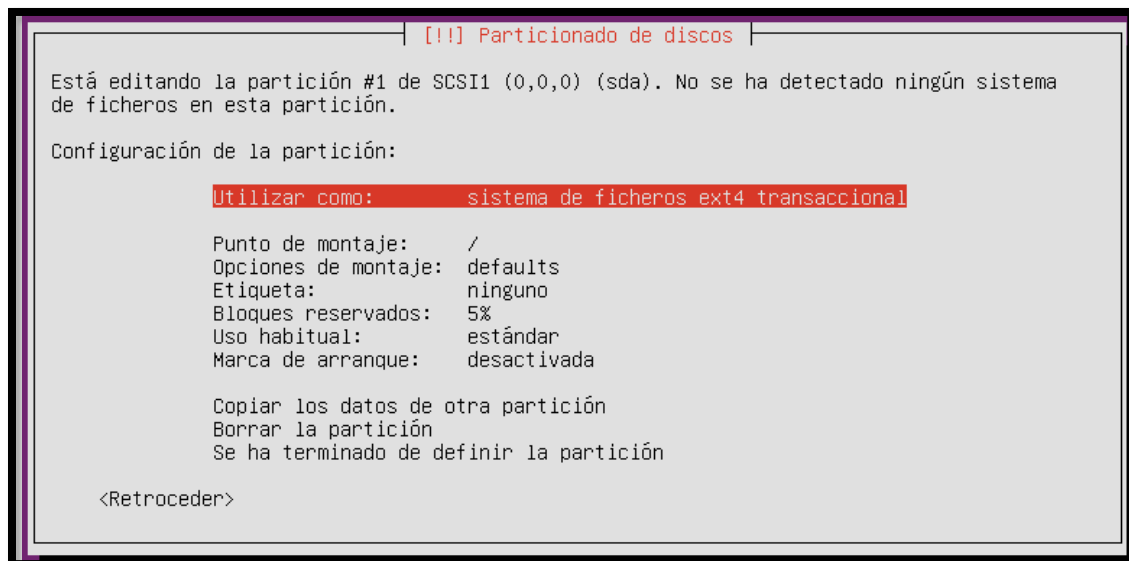 [!!] Particionado de discos
Está editando la partición #1 de SCSI1 (0,0,0) (sda). No se ha detectado ningún sistema
de ficheros en esta partición.
Configuración de la partición:
Utilizar como: sistema de ficheros ext4 transaccional
Punto de montaje: /
Opciones de montaje: defaults
Etiqueta: ninguno
Bloques reservados: 5%
Uso habitual: estándar
Marca de arranque: desactivada
Copiar los datos de otra partición
Borrar la partición
Se ha terminado de definir la partición
<Retroceder>